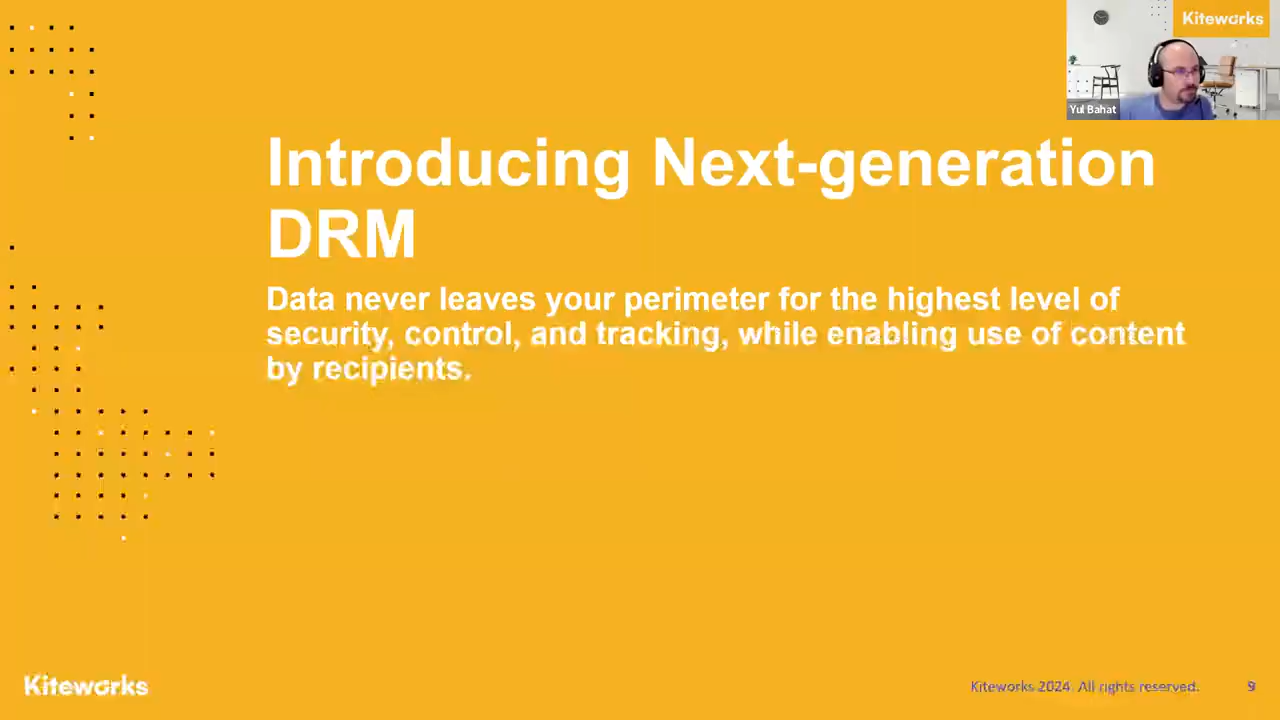 Kiteworks
Yul Bahat
Introducing Next-generation
DRM
Data never leaves your perimeter for the highest level of
security, control, and tracking, while enabling use of content
by recipients.
Kiteworks
Kiteworks 2024. All rights reserved.
9